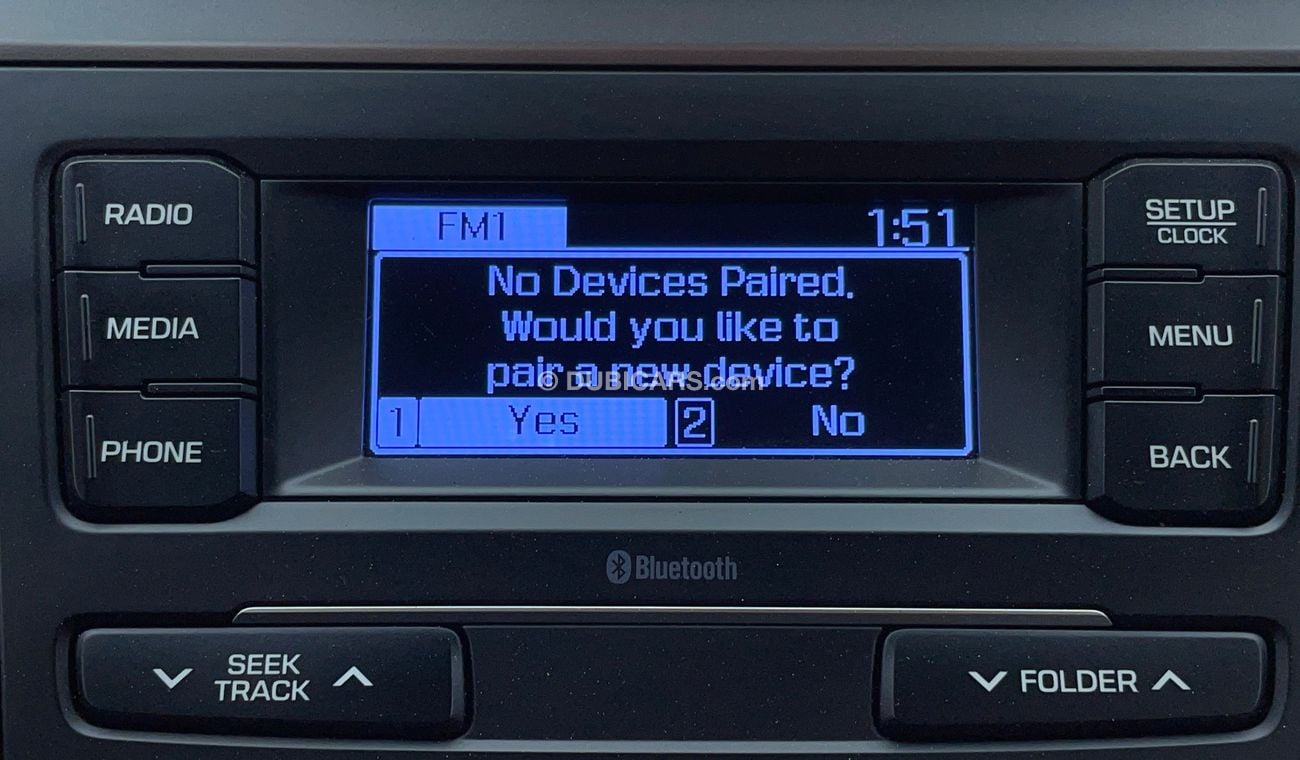 RADIO
MEDIA
PHONE
FM1 1:51
No Devices Paired.
Would you like to
pair a new device?
© DUBICARS.com
1 Yes 2 No
SETUP
CLOCK
MENU
BACK
Bluetooth
SEEK
TRACK
FOLDER